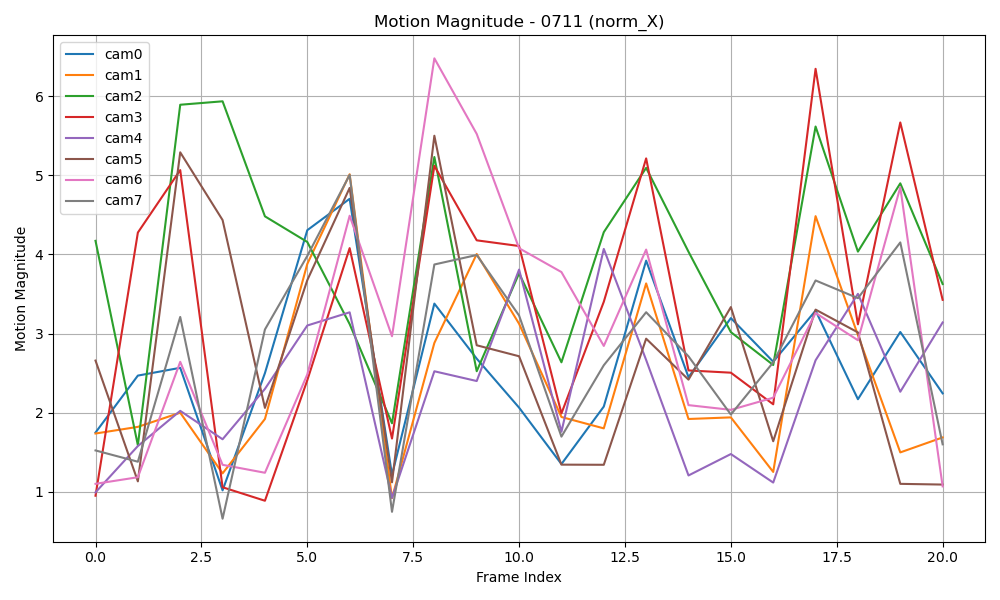 Motion Magnitude - 0711 (norm_X)
cam0
cam1
cam2
cam3
cam4
cam5
cam6
cam7
Motion Magnitude
6
5
4
3
2
1
0.0 2.5 5.0 7.5 10.0 12.5 15.0 17.5 20.0
Frame Index